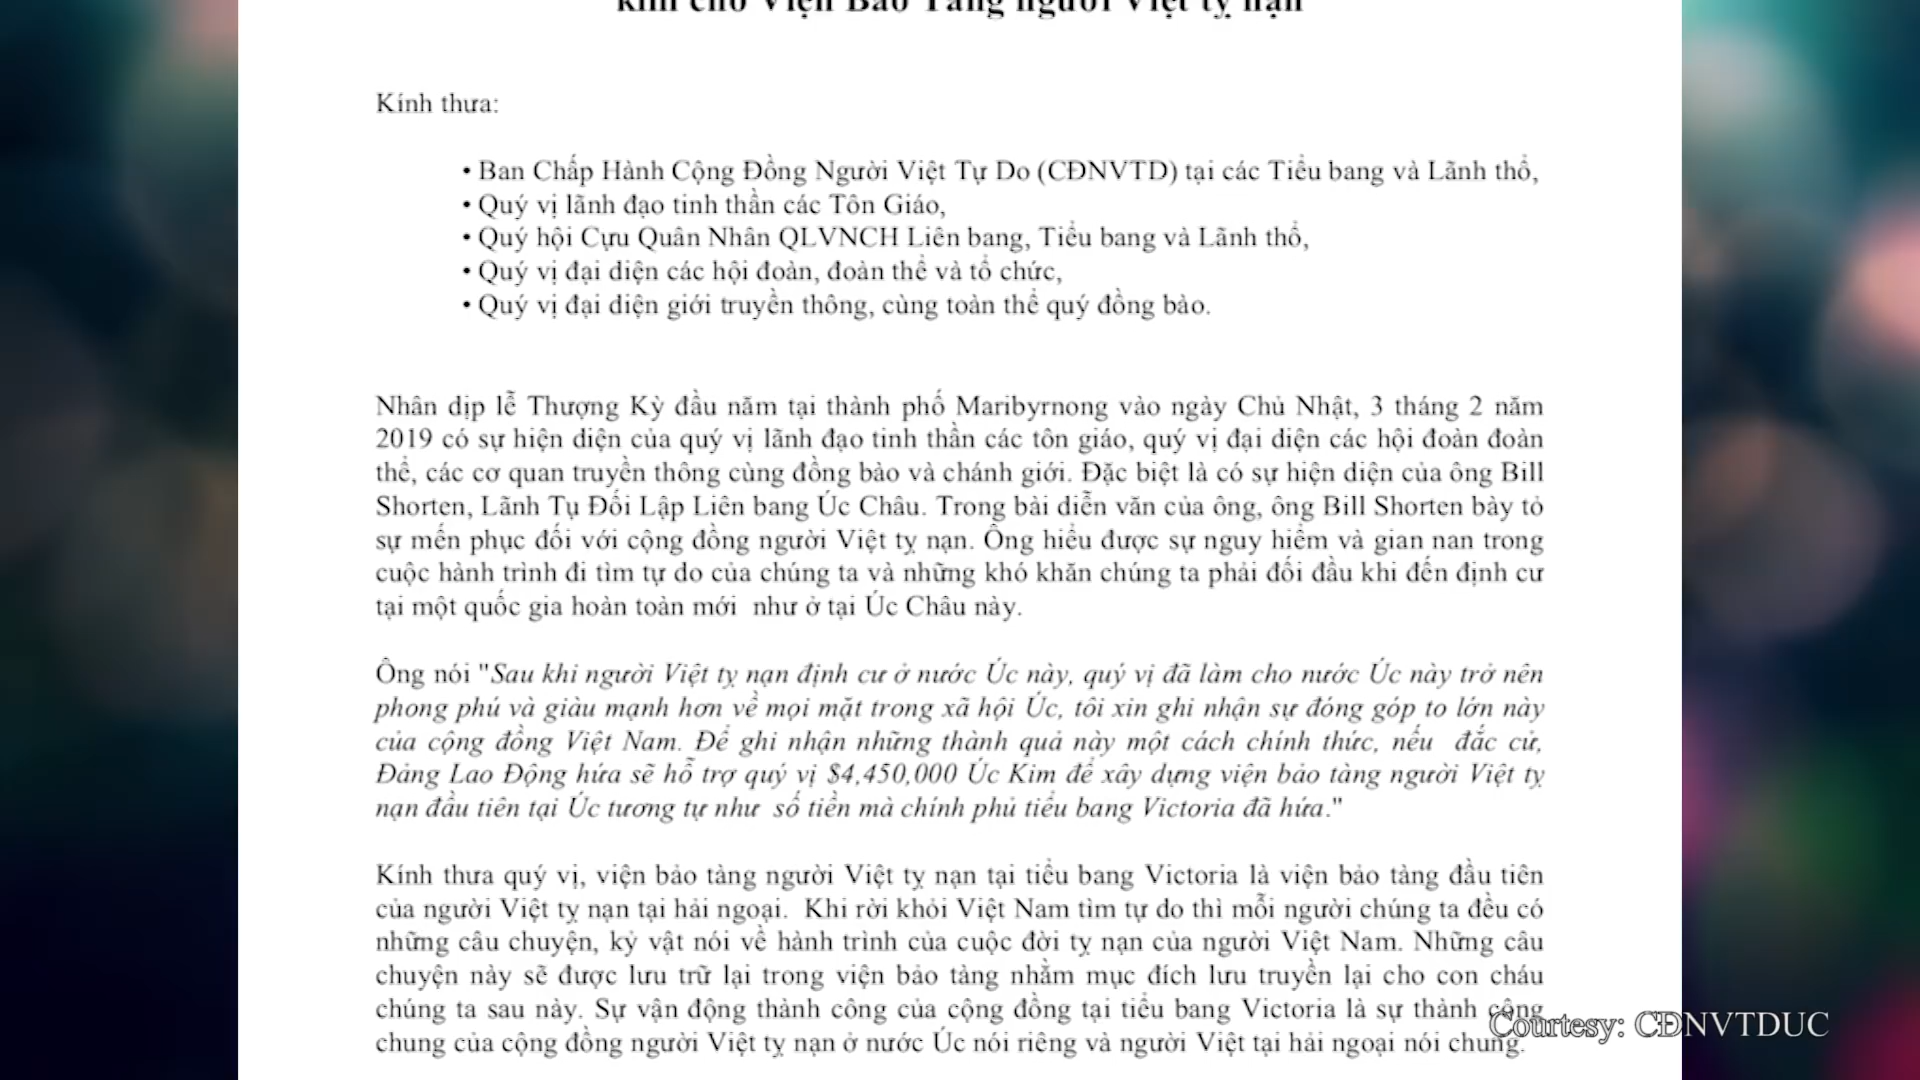 kim cho Viện Bảo Tàng người Việt tỵ nạn
Kính thưa:
• Ban Chấp Hành Cộng Đồng Người Việt Tự Do (CĐNVTD) tại các Tiểu bang và Lãnh thổ,
• Quý vị lãnh đạo tinh thần các Tôn Giáo,
• Quý hội Cựu Quân Nhân QLVNCH Liên bang, Tiểu bang và Lãnh thổ,
• Quý vị đại diện các hội đoàn, đoàn thể và tổ chức,
• Quý vị đại diện giới truyền thông, cùng toàn thể quý đồng bào.
Nhân dịp lễ Thượng Kỳ đầu năm tại thành phố Maribyrnong vào ngày Chủ Nhật, 3 tháng 2 năm
2019 có sự hiện diện của quý vị lãnh đạo tinh thần các tôn giáo, quý vị đại diện các hội đoàn đoàn
thể, các cơ quan truyền thông cùng đồng bào và chánh giới. Đặc biệt là có sự hiện diện của ông Bill
Shorten, Lãnh Tụ Đối Lập Liên bang Úc Châu. Trong bài diễn văn của ông, ông Bill Shorten bày tỏ
sự mến phục đối với cộng đồng người Việt tỵ nạn. Ông hiểu được sự nguy hiểm và gian nan trong
cuộc hành trình đi tìm tự do của chúng ta và những khó khăn chúng ta phải đối đầu khi đến định cư
tại một quốc gia hoàn toàn mới  như ở tại Úc Châu này.
Ông nói "Sau khi người Việt tỵ nạn định cư ở nước Úc này, quý vị đã làm cho nước Úc này trở nên
phong phú và giàu mạnh hơn về mọi mặt trong xã hội Úc, tôi xin ghi nhận sự đóng góp to lớn này
của cộng đồng Việt Nam. Để ghi nhận những thành quả này một cách chính thức, nếu  đắc cử,
Đảng Lao Động hứa sẽ hỗ trợ quý vị $4,450,000 Úc Kim để xây dựng viện bảo tàng người Việt tỵ
nạn đầu tiên tại Úc tương tự như  số tiền mà chính phủ tiểu bang Victoria đã hứa."
Kính thưa quý vị, viện bảo tàng người Việt tỵ nạn tại tiểu bang Victoria là viện bảo tàng đầu tiên
của người Việt tỵ nạn tại hải ngoại.  Khi rời khỏi Việt Nam tìm tự do thì mỗi người chúng ta đều có
những câu chuyện, kỷ vật nói về hành trình của cuộc đời tỵ nạn của người Việt Nam. Những câu
chuyện này sẽ được lưu trữ lại trong viện bảo tàng nhằm mục đích lưu truyền lại cho con cháu
chúng ta sau này. Sự vận động thành công của cộng đồng tại tiểu bang Victoria là sự thành công
chung của cộng đồng người Việt tỵ nạn ở nước Úc nói riêng và người Việt tại hải ngoại nói chung.
Courtesy: CĐNVTDUC